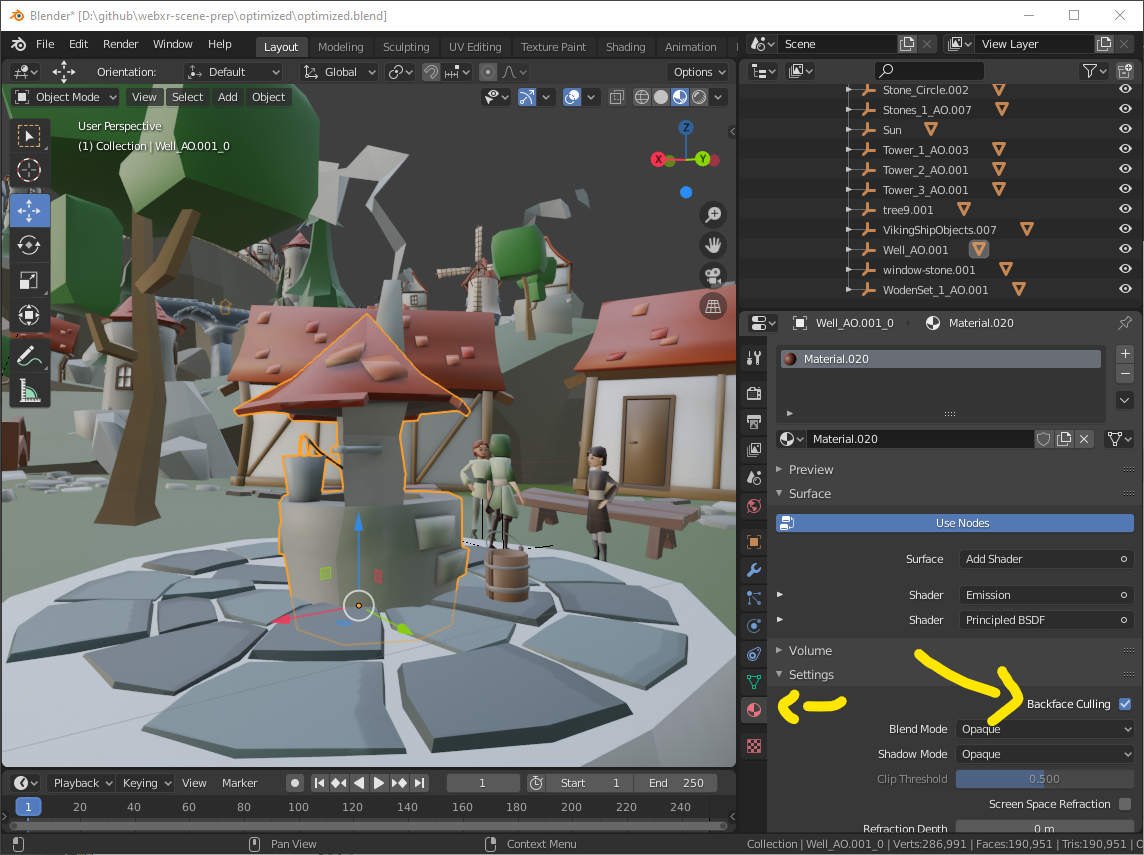 Blender* [D:\github\webxr-scene-prep\optimized\optimized.blend]
File Edit Render Window Help Layout Modeling Sculpting UV Editing Texture Paint Shading Animation Scene View Layer
Orientation: Default Global Options
Object Mode View Select Add Object
User Perspective
(1) Collection | Well_AO.001_0
Z
X Y
Stone_Circle.002
Stones_1_AO.007
Sun
Tower_1_AO.003
Tower_2_AO.001
Tower_3_AO.001
tree9.001
VikingShipObjects.007
Well_AO.001
window-stone.001
WodenSet_1_AO.001
Well_AO.001_0 Material.020
Material.020
Material.020
Preview
Surface
Use Nodes
Surface Add Shader
Shader Emission
Shader Principled BSDF
Volume
Settings
Backface Culling
Blend Mode Opaque
Shadow Mode Opaque
Clip Threshold 0.500
Screen Space Refraction
Refraction Depth 0 m
Playback Keying View Marker 1 Start 1 End 250
1 20 40 60 80 100 120 140 160 180 200 220 240
Pan View Context Menu Collection | Well_AO.001_0 | Verts:286,991 | Faces:190,951 | Tris:190,951 | O